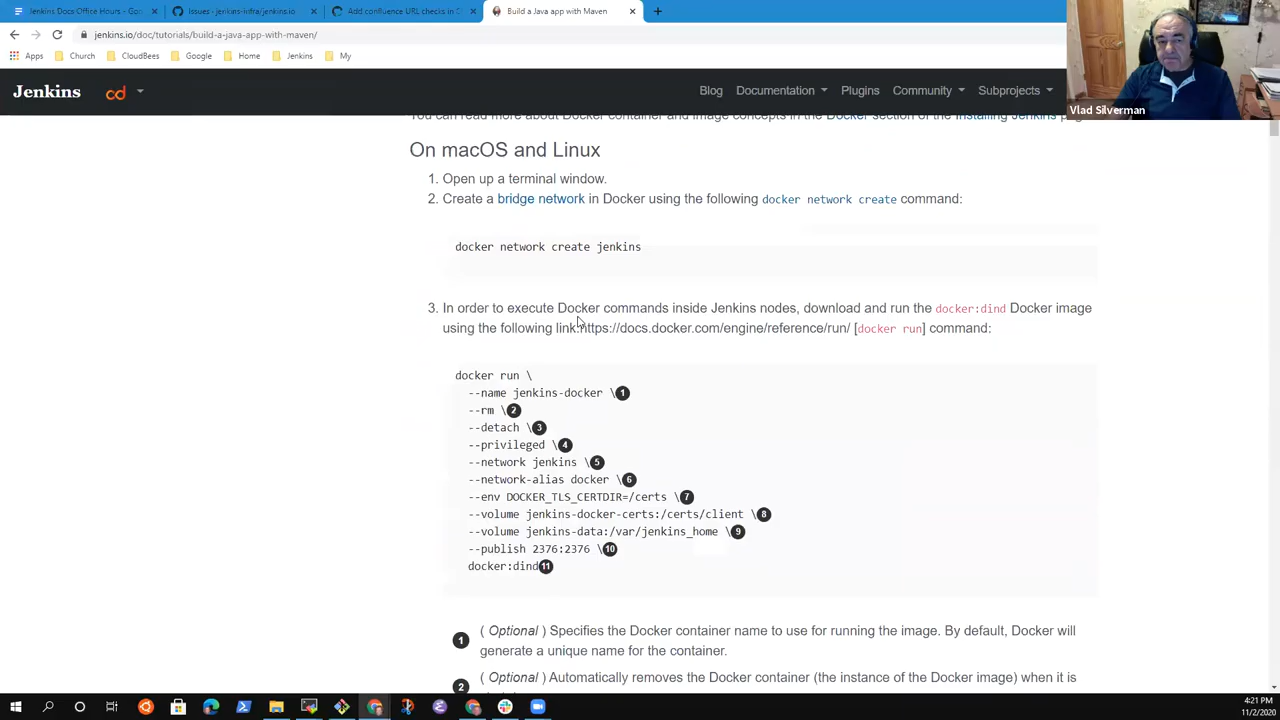 Jenkins Docs Office Hours - Goo
Issues · jenkins-infra/jenkins.io
Add confluence URL checks in C
Build a Java app with Maven
jenkins.io/doc/tutorials/build-a-java-app-with-maven/
Apps Church CloudBees Google Home Jenkins My
Vlad Silverman
Jenkins cd Blog Documentation Plugins Community Subprojects
You can read more about Docker container and image concepts in the Docker section of the Installing Jenkins
On macOS and Linux
1. Open up a terminal window.
2. Create a bridge network in Docker using the following docker network create command:
docker network create jenkins
3. In order to execute Docker commands inside Jenkins nodes, download and run the docker:dind Docker image
using the following link:https://docs.docker.com/engine/reference/run/ [docker run] command:
docker run \
--name jenkins-docker \ 1
--rm \ 2
--detach \ 3
--privileged \ 4
--network jenkins \ 5
--network-alias docker \ 6
--env DOCKER_TLS_CERTDIR=/certs \ 7
--volume jenkins-docker-certs:/certs/client \ 8
--volume jenkins-data:/var/jenkins_home \ 9
--publish 2376:2376 \ 10
docker:dind 11
1 ( Optional ) Specifies the Docker container name to use for running the image. By default, Docker will
generate a unique name for the container.
2 ( Optional ) Automatically removes the Docker container (the instance of the Docker image) when it is
4:21 PM
11/2/2020